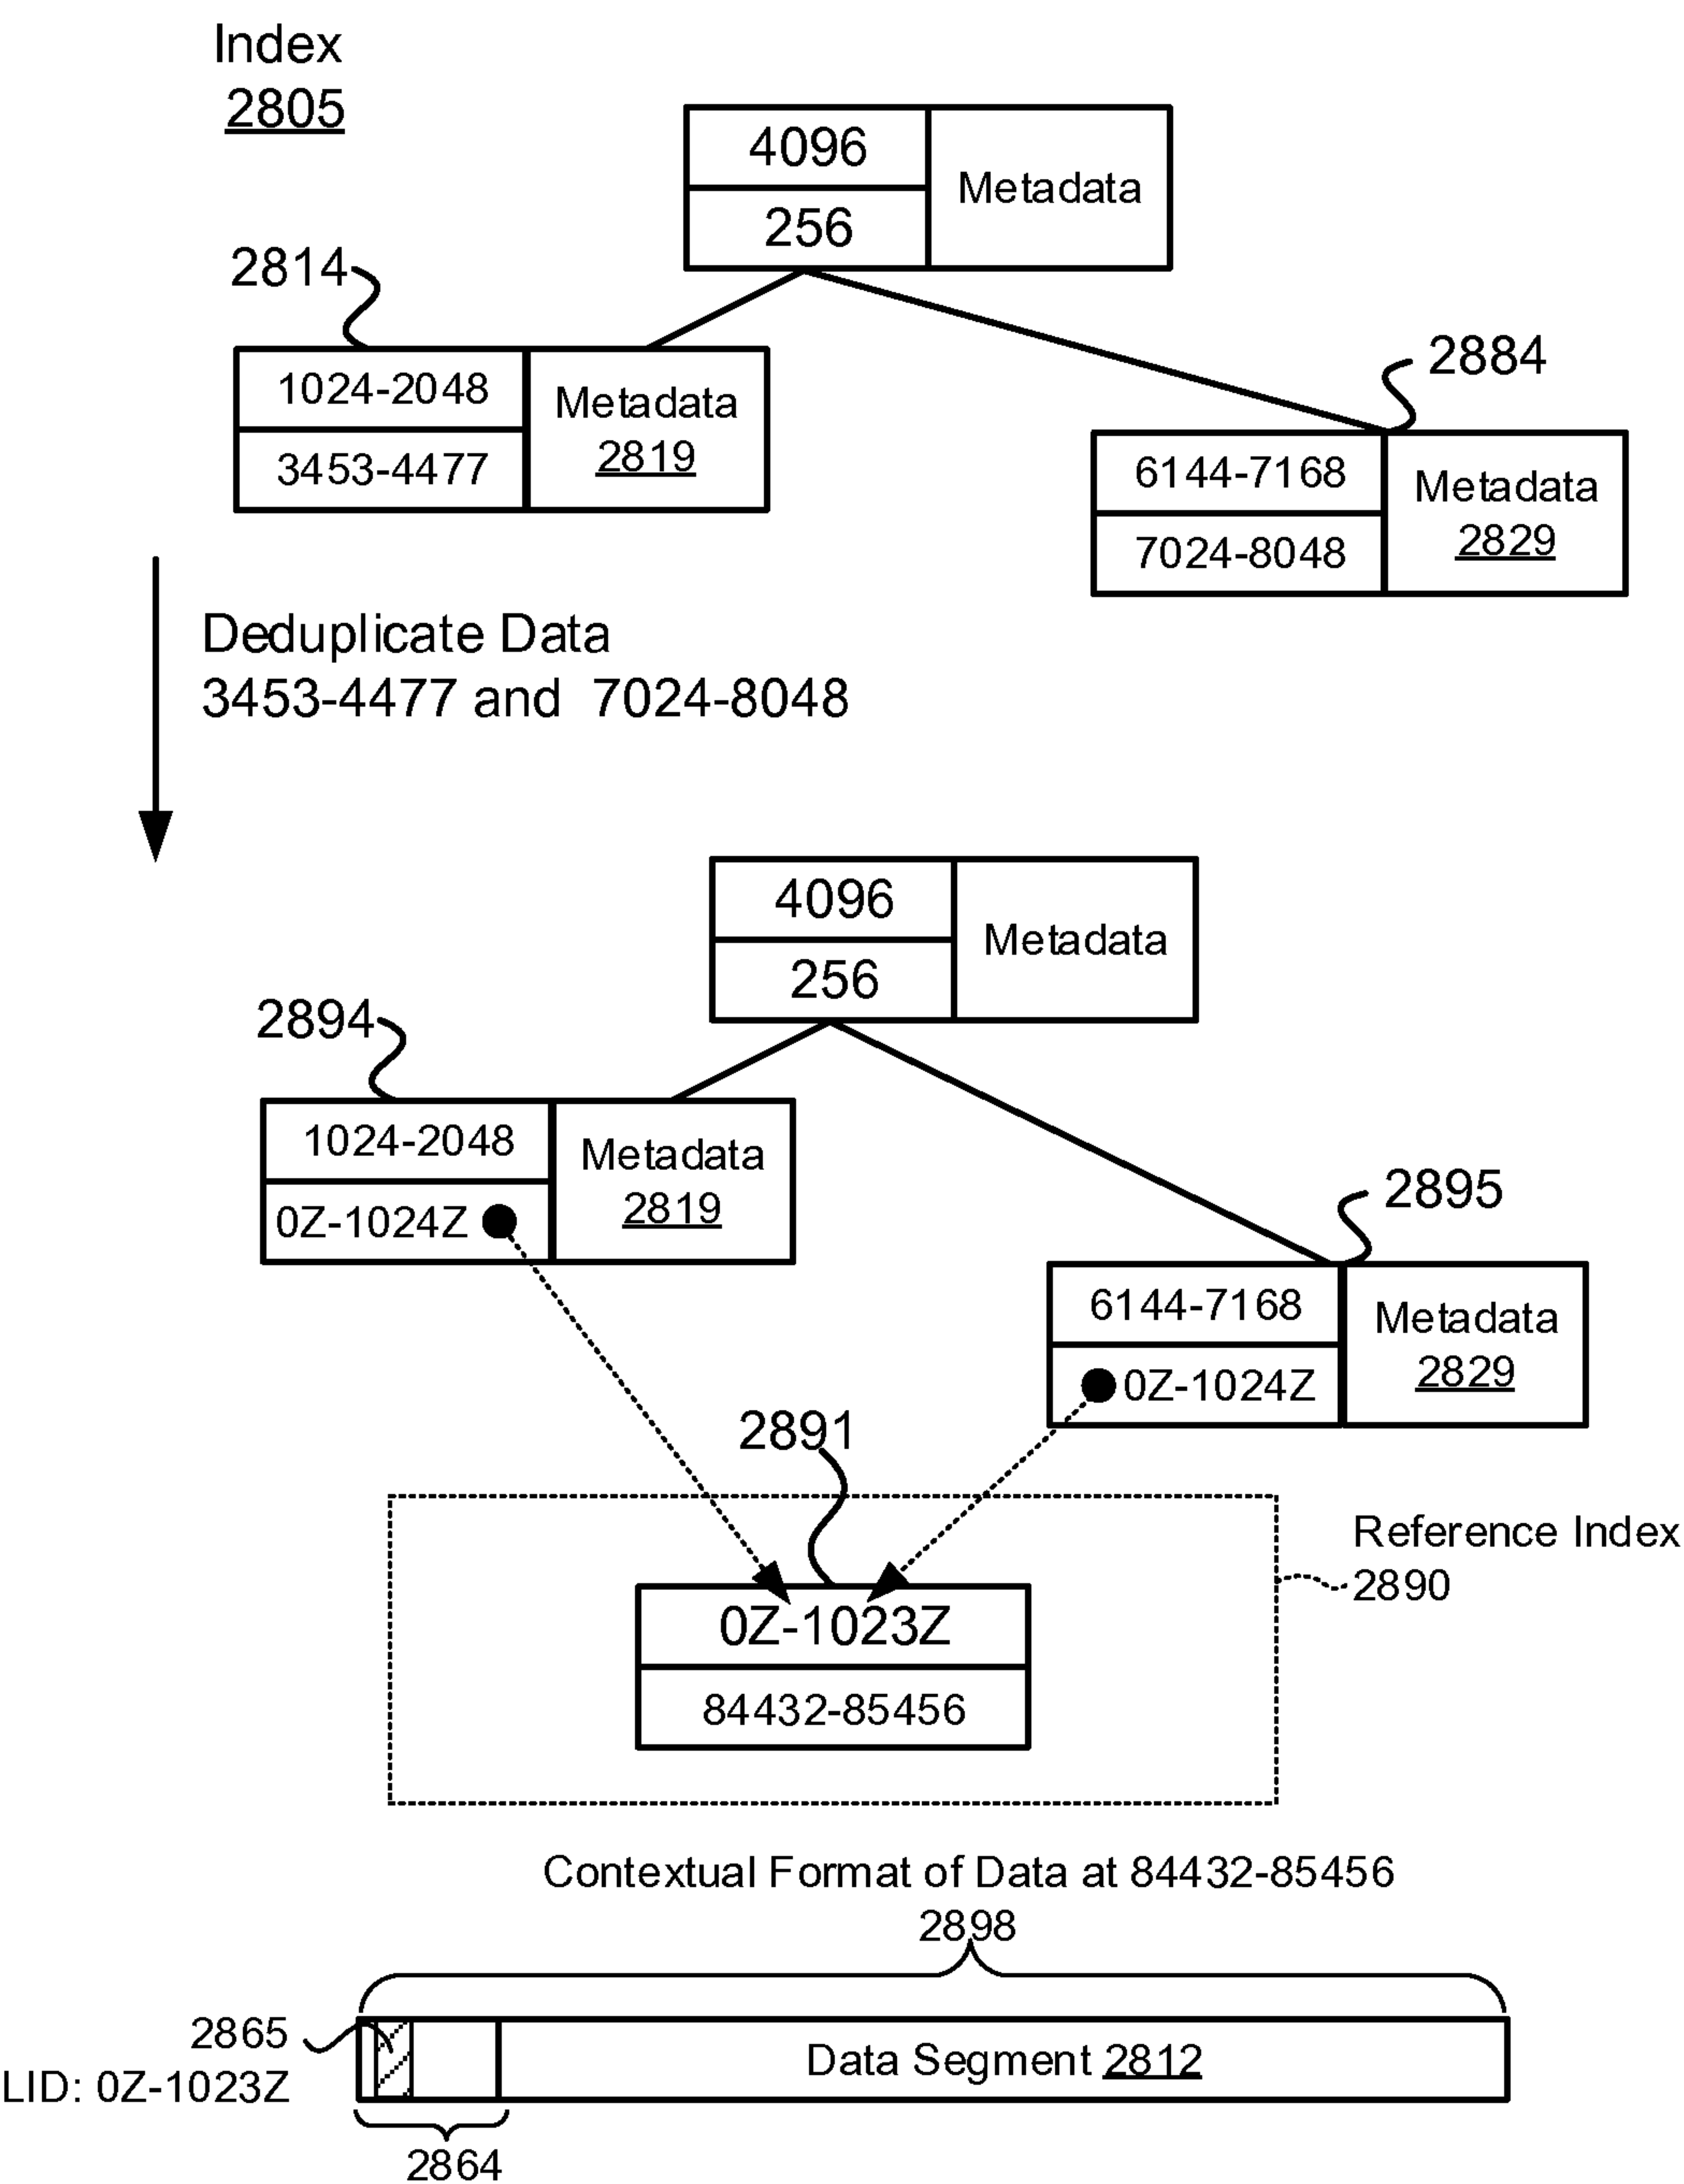 Index
2805
4096
256
Metadata
2814
1024-2048
3453-4477
Metadata
2819
2884
6144-7168
7024-8048
Metadata
2829
Deduplicate Data
3453-4477 and 7024-8048
4096
256
Metadata
2894
1024-2048
0Z-1024Z
Metadata
2819
2895
6144-7168
0Z-1024Z
Metadata
2829
2891
Reference Index
2890
0Z-1023Z
84432-85456
Contextual Format of Data at 84432-85456
2898
2865
LID: 0Z-1023Z
Data Segment 2812
2864